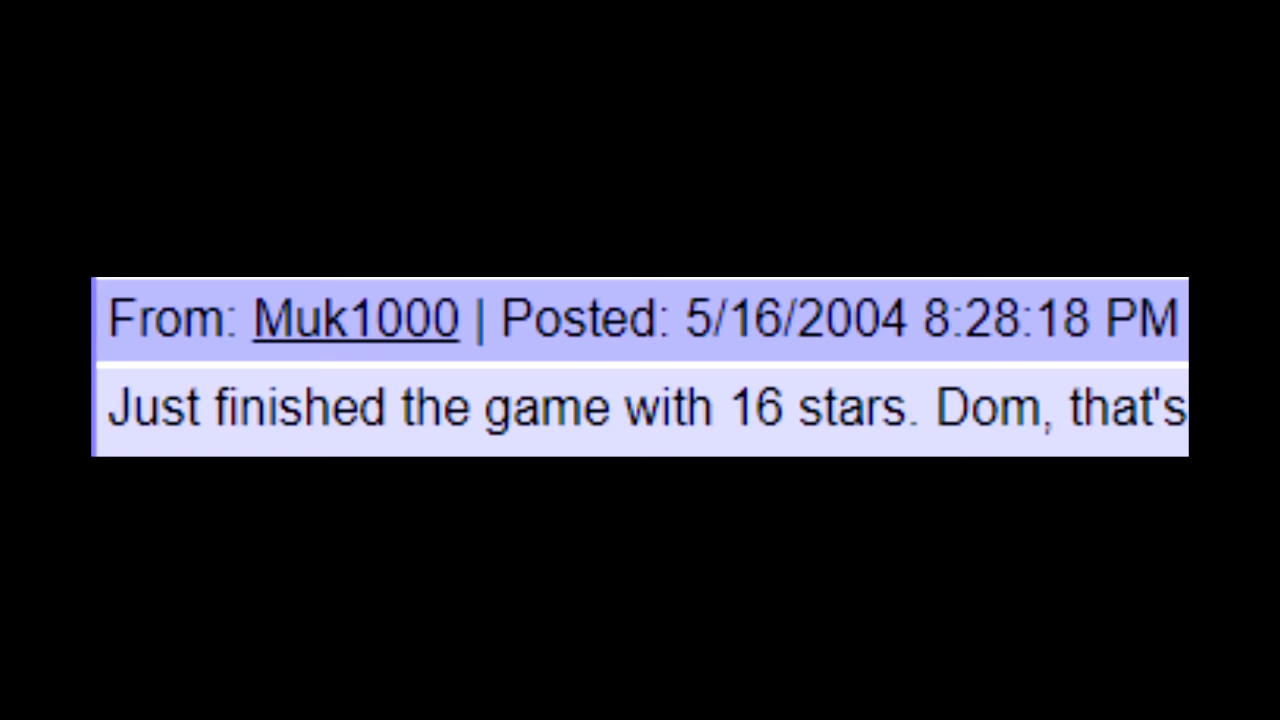 From: Muk1000 | Posted: 5/16/2004 8:28:18 PM
Just finished the game with 16 stars. Dom, that's